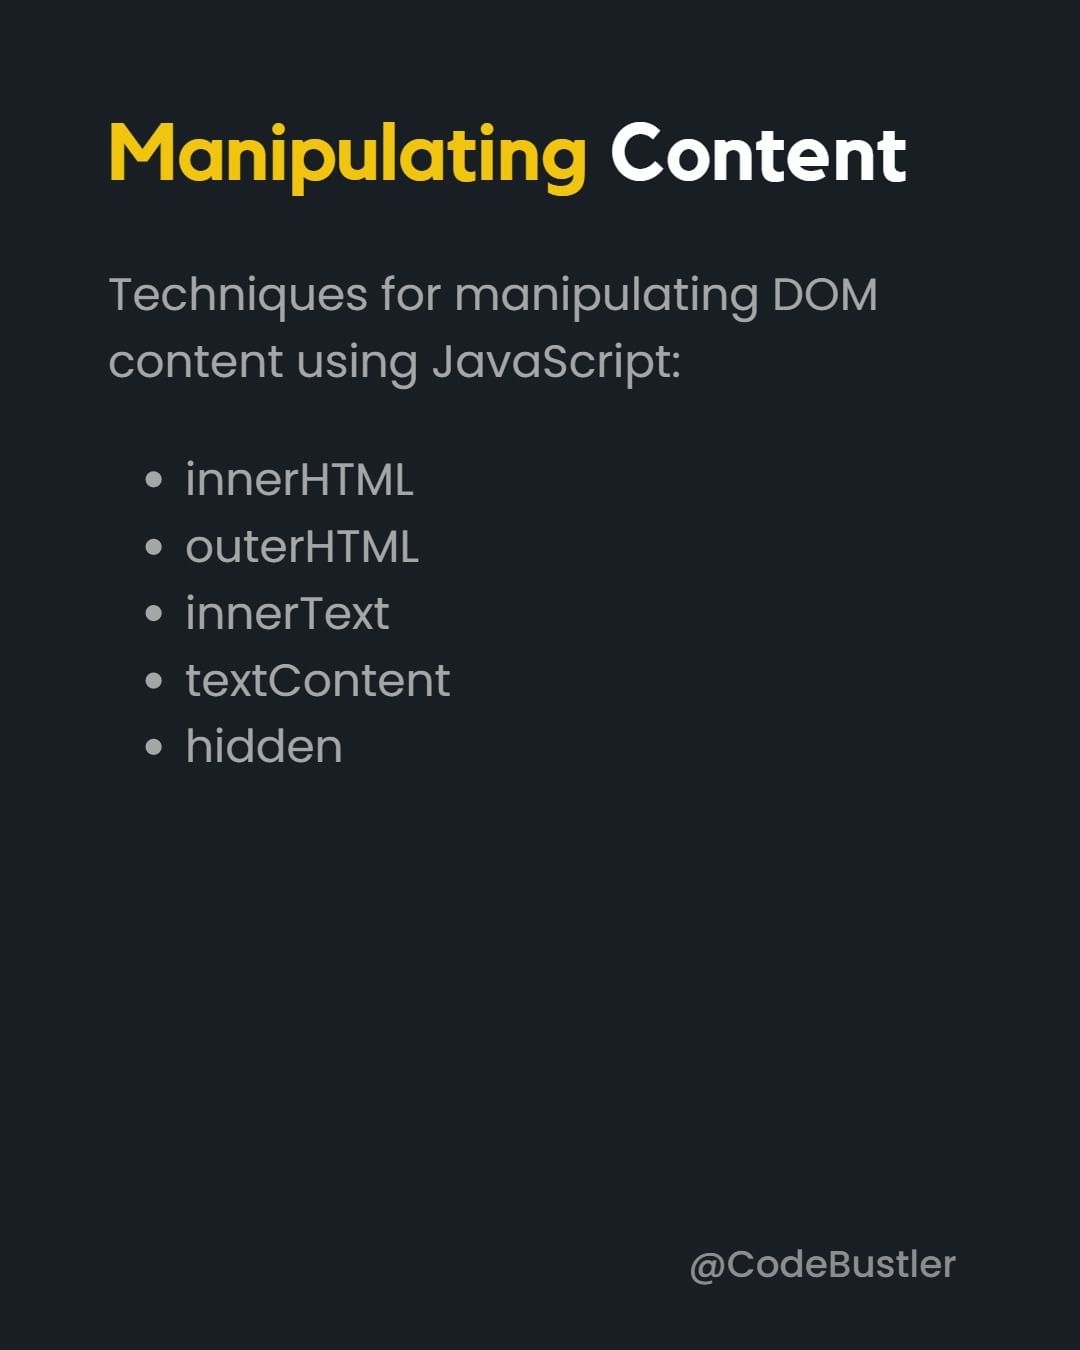 Manipulating Content
Techniques for manipulating DOM
content using JavaScript:
• innerHTML
• outerHTML
• innerText
• textContent
• hidden
@CodeBustler